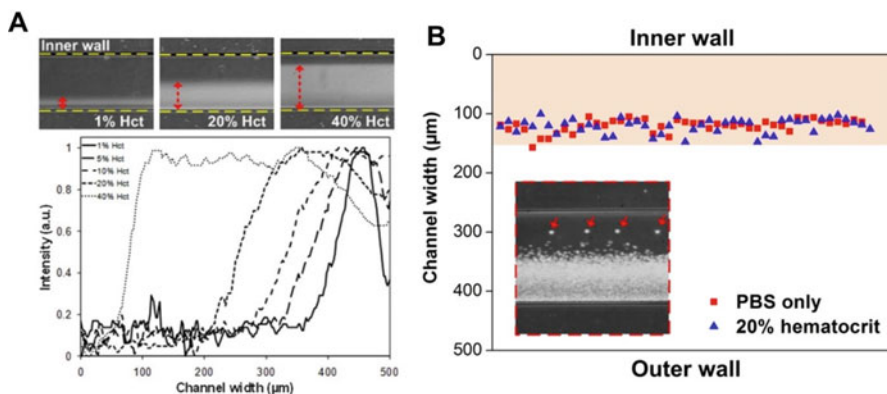 A
Inner wall
1% Hct
20% Hct
40% Hct
1% Hct
5% Hct
10% Hct
20% Hct
40% Hct
Intensity (a.u.)
1
0.8
0.6
0.4
0.2
0
0
100
200
300
400
500
Channel width (µm)
B
Inner wall
Channel width (µm)
0
100
200
300
400
500
PBS only
20% hematocrit
Outer wall